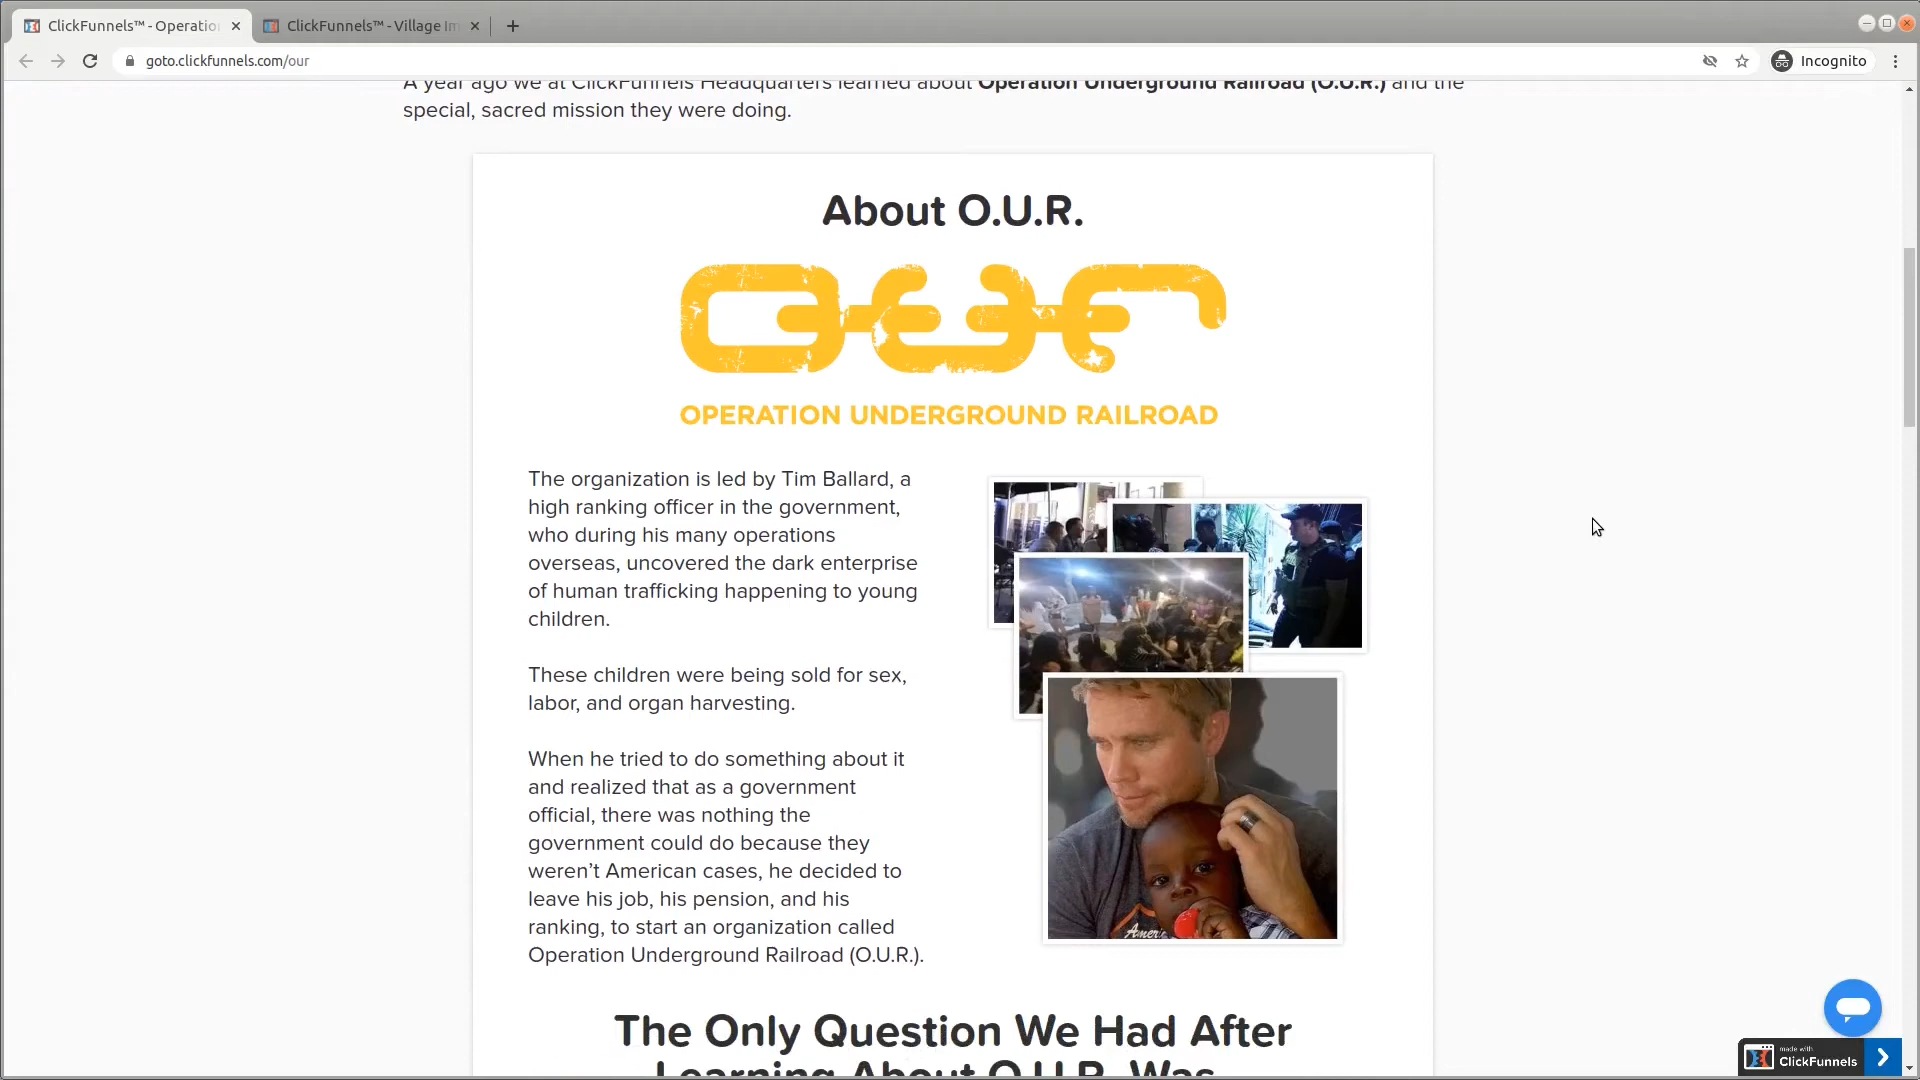 ClickFunnels™ - Operatio
ClickFunnels™ - Village Im
goto.clickfunnels.com/our
Incognito
A year ago we at ClickFunnels Headquarters learned about Operation Underground Railroad (O.U.R.) and the
special, sacred mission they were doing.
About O.U.R.
our
OPERATION UNDERGROUND RAILROAD
The organization is led by Tim Ballard, a
high ranking officer in the government,
who during his many operations
overseas, uncovered the dark enterprise
of human trafficking happening to young
children.
These children were being sold for sex,
labor, and organ harvesting.
When he tried to do something about it
and realized that as a government
official, there was nothing the
government could do because they
weren’t American cases, he decided to
leave his job, his pension, and his
ranking, to start an organization called
Operation Underground Railroad (O.U.R.).
The Only Question We Had After
Learning About O.U.R. Was
made with
ClickFunnels